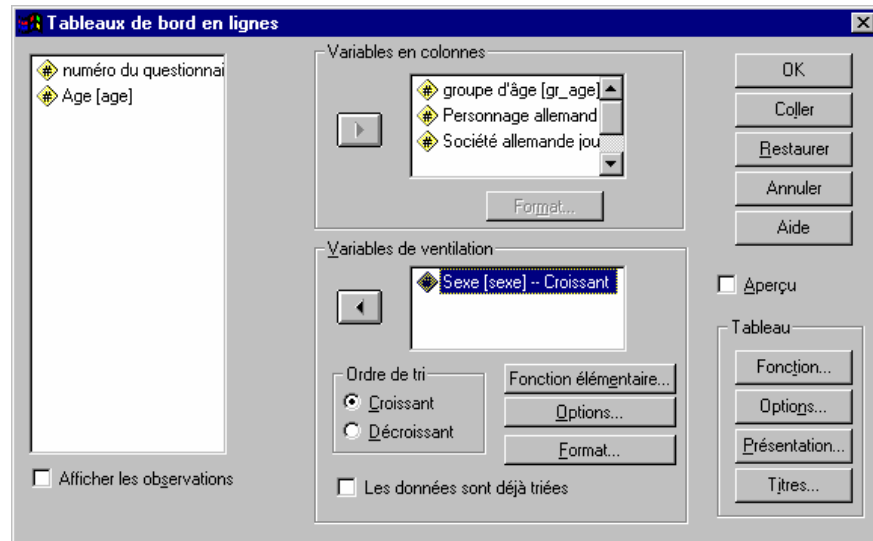 Tableaux de bord en lignes
numéro du questionnai
Age [age]
Afficher les observations
Variables en colonnes
groupe d'âge [gr_age]
Personnage allemand
Société allemande jou
Format...
Variables de ventilation
Sexe [sexe] -- Croissant
Ordre de tri
Croissant
Décroissant
Fonction élémentaire...
Options...
Format...
Les données sont déjà triées
OK
Coller
Restaurer
Annuler
Aide
Aperçu
Tableau
Fonction...
Options...
Présentation...
Titres...